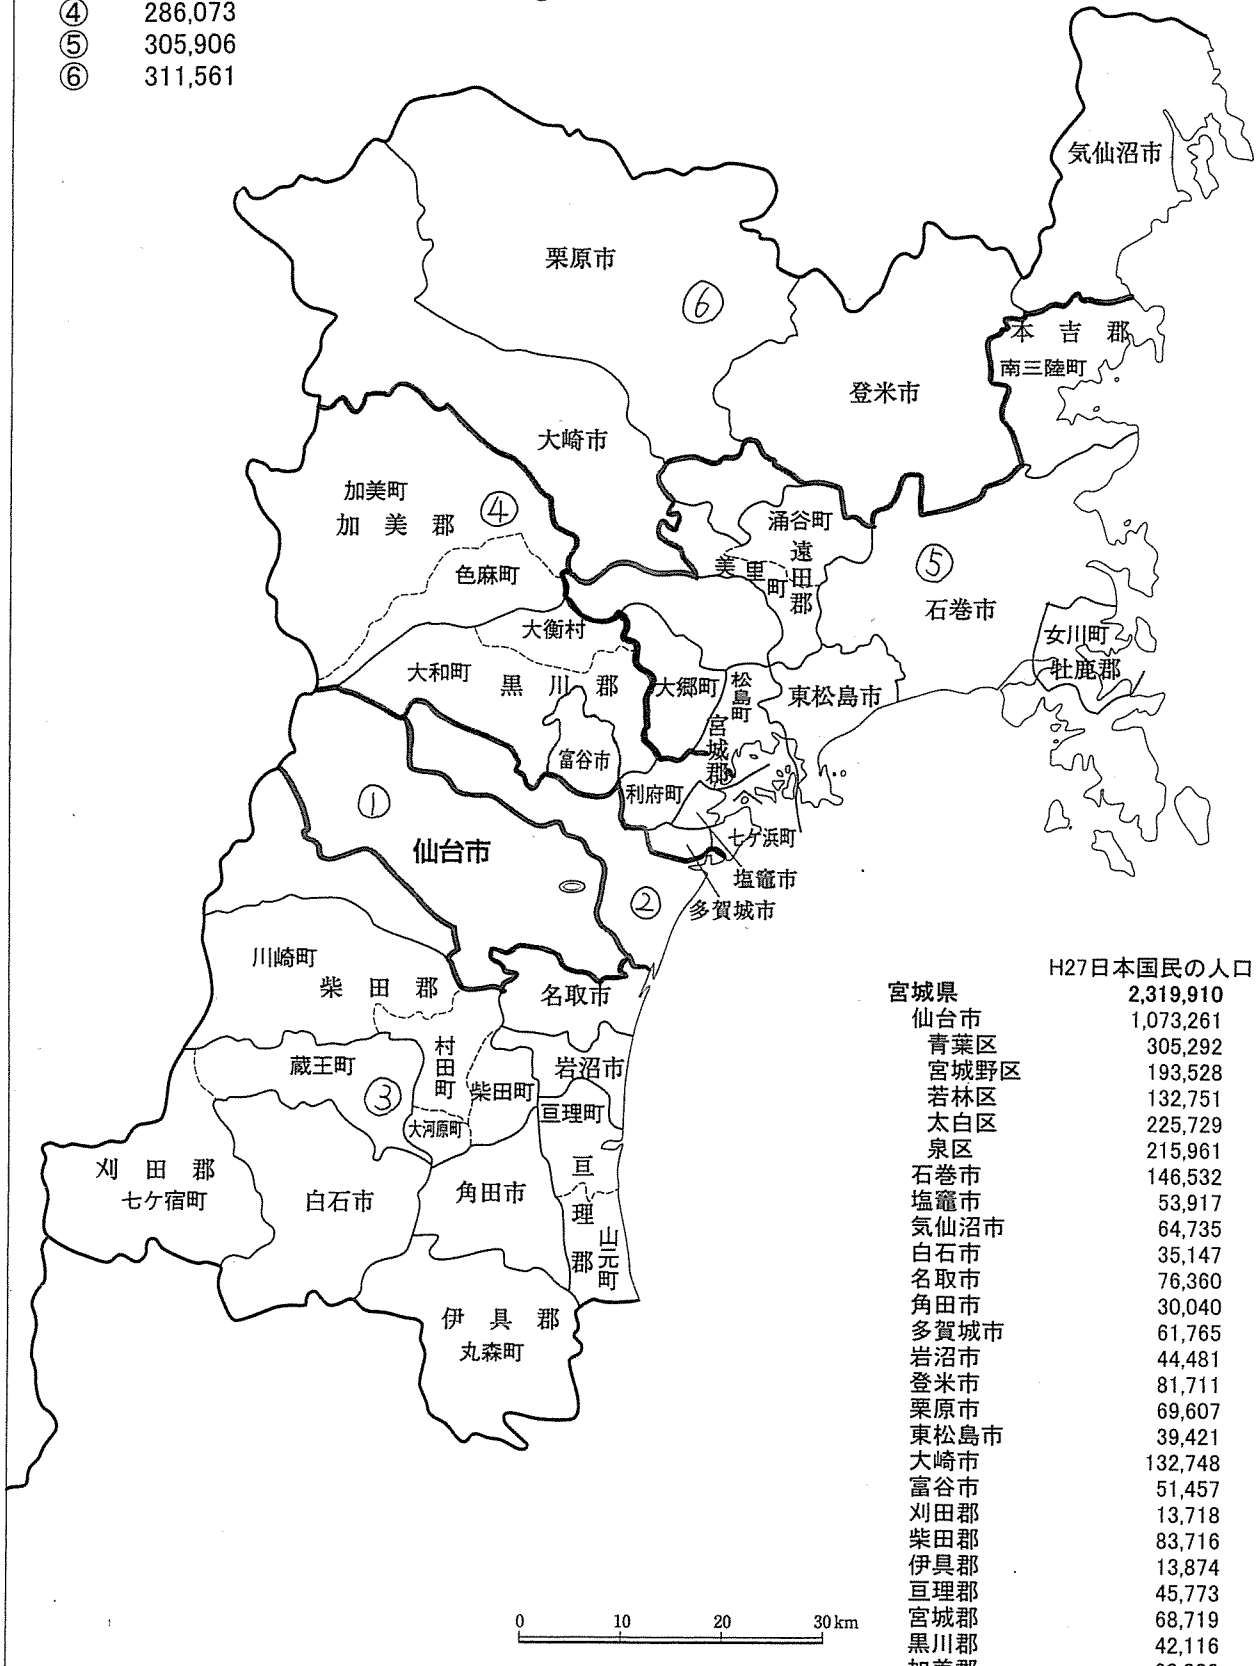 ④ 286,073
⑤ 305,906
⑥ 311,561
気仙沼市
栗原市
⑥
本吉郡
南三陸町
登米市
大崎市
加美町
加美郡
④
涌谷町
遠田郡
美里町
⑤
色麻町
石巻市
大衡村
女川町
牡鹿郡
大和町
黒川郡
大郷町
松島町
東松島市
宮城郡
富谷市
利府町
①
七ケ浜町
仙台市
塩竈市
②
多賀城市
川崎町
柴田郡
名取市
村田町
岩沼市
蔵王町
柴田町
③
亘理町
大河原町
刈田郡
七ケ宿町
白石市
角田市
亘理郡
山元町
伊具郡
丸森町
H27日本国民の人口
宮城県 2,319,910
仙台市 1,073,261
青葉区 305,292
宮城野区 193,528
若林区 132,751
太白区 225,729
泉区 215,961
石巻市 146,532
塩竈市 53,917
気仙沼市 64,735
白石市 35,147
名取市 76,360
角田市 30,040
多賀城市 61,765
岩沼市 44,481
登米市 81,711
栗原市 69,607
東松島市 39,421
大崎市 132,748
富谷市 51,457
刈田郡 13,718
柴田郡 83,716
伊具郡 13,874
亘理郡 45,773
宮城郡 68,719
黒川郡 42,116
0 10 20 30km